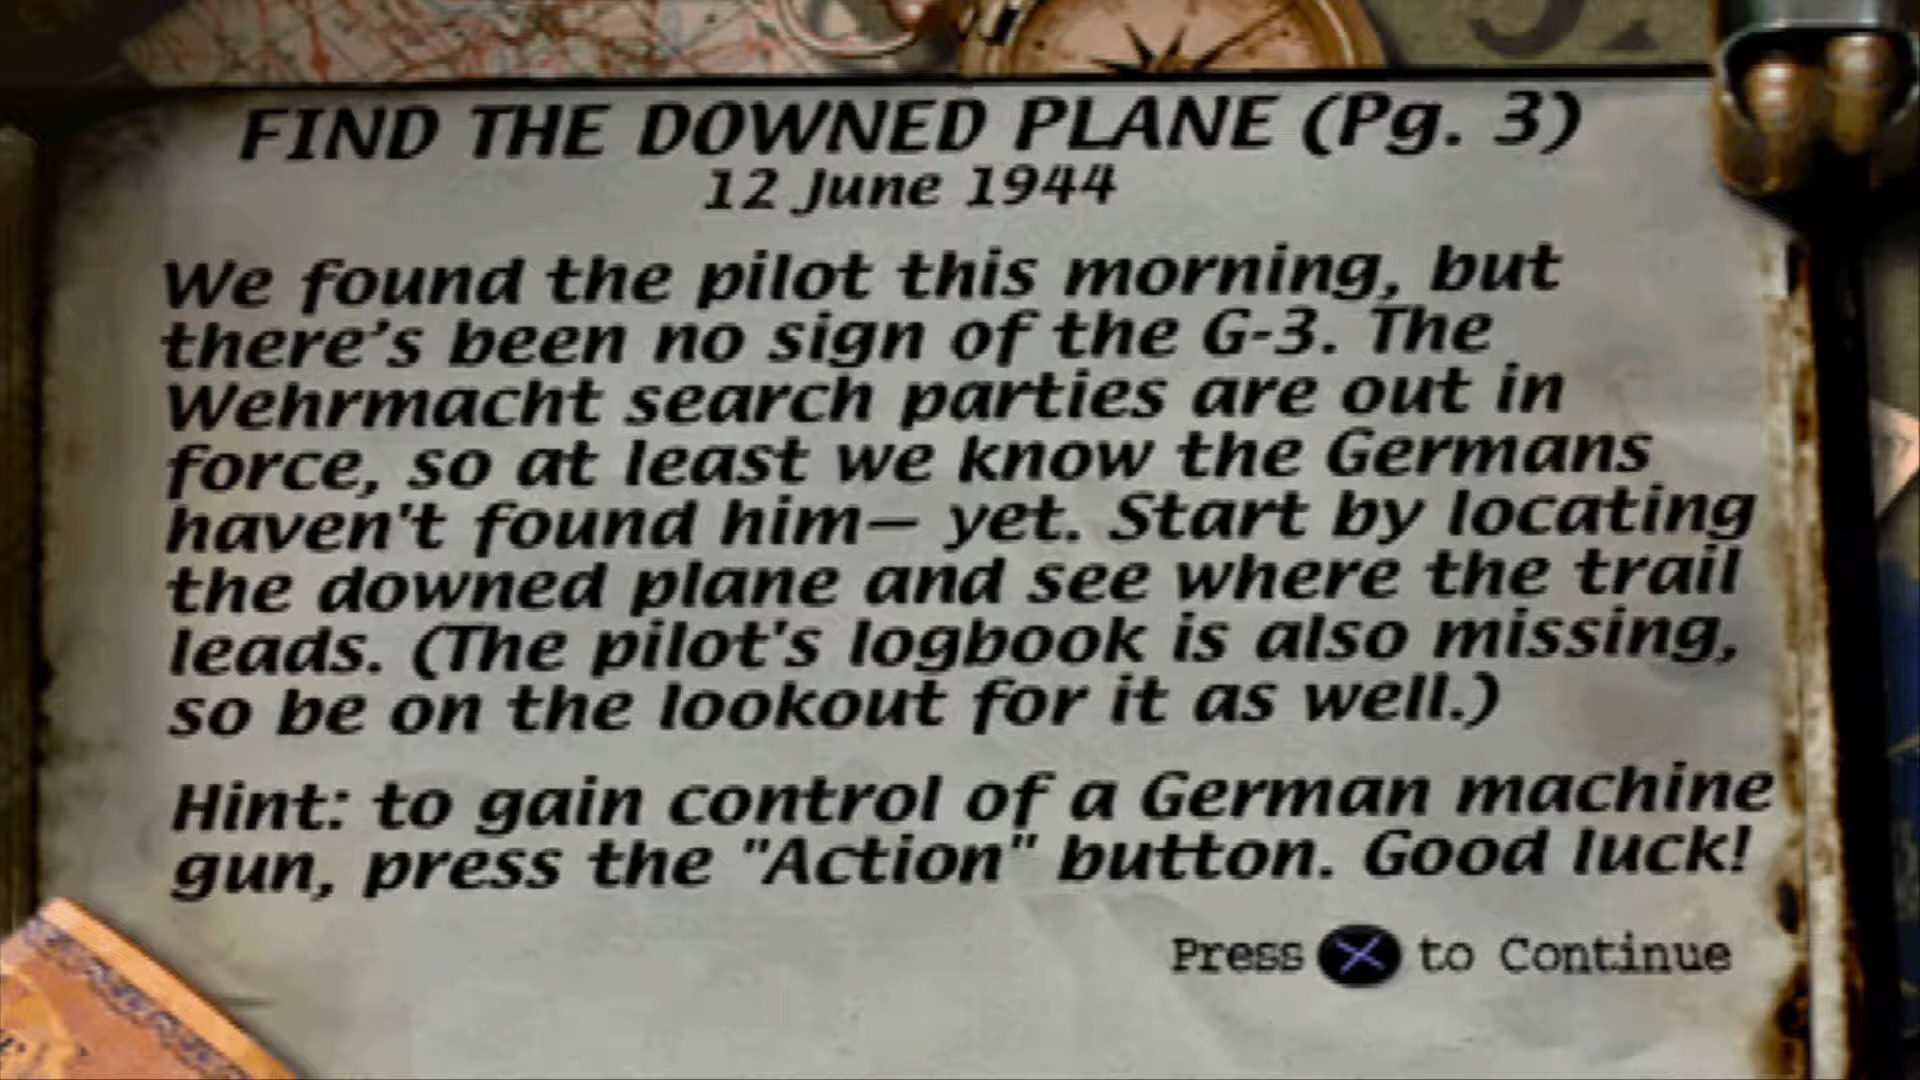 FIND THE DOWNED PLANE (Pg. 3)
12 June 1944
We found the pilot this morning, but
there’s been no sign of the G-3. The
Wehrmacht search parties are out in
force, so at least we know the Germans
haven't found him— yet. Start by locating
the downed plane and see where the trail
leads. (The pilot's logbook is also missing,
so be on the lookout for it as well.)
Hint: to gain control of a German machine
gun, press the "Action" button. Good luck!
Press X to Continue